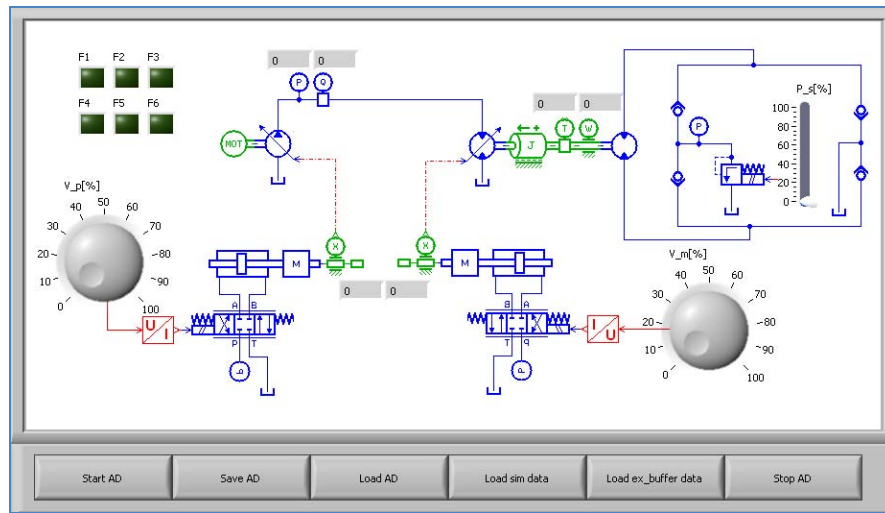 F1 F2 F3
F4 F5 F6
0 0
P Q
MOT
0 0
J T W
P
P_s[%]
100
80
60
40
20
0
V_p[%]
0 10 20 30 40 50 60 70 80 90 100
M X
0 0
X M
V_m[%]
0 10 20 30 40 50 60 70 80 90 100
U I
A B
P T
P
B A
T P
P
I U
Start AD
Save AD
Load AD
Load sim data
Load ex_buffer data
Stop AD